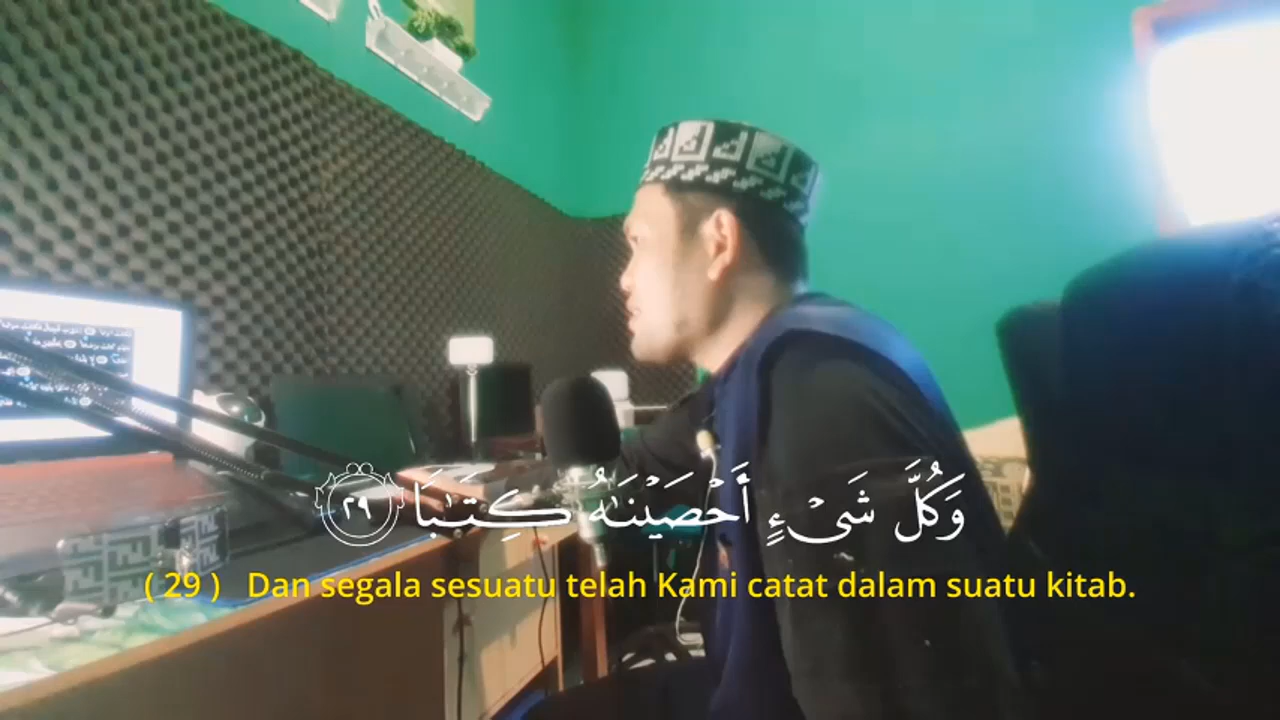 وَكُلَّ شَىْءٍ أَحْصَيْنَـٰهُ كِتَـٰبًا ٢٩
( 29 ) Dan segala sesuatu telah Kami catat dalam suatu kitab.